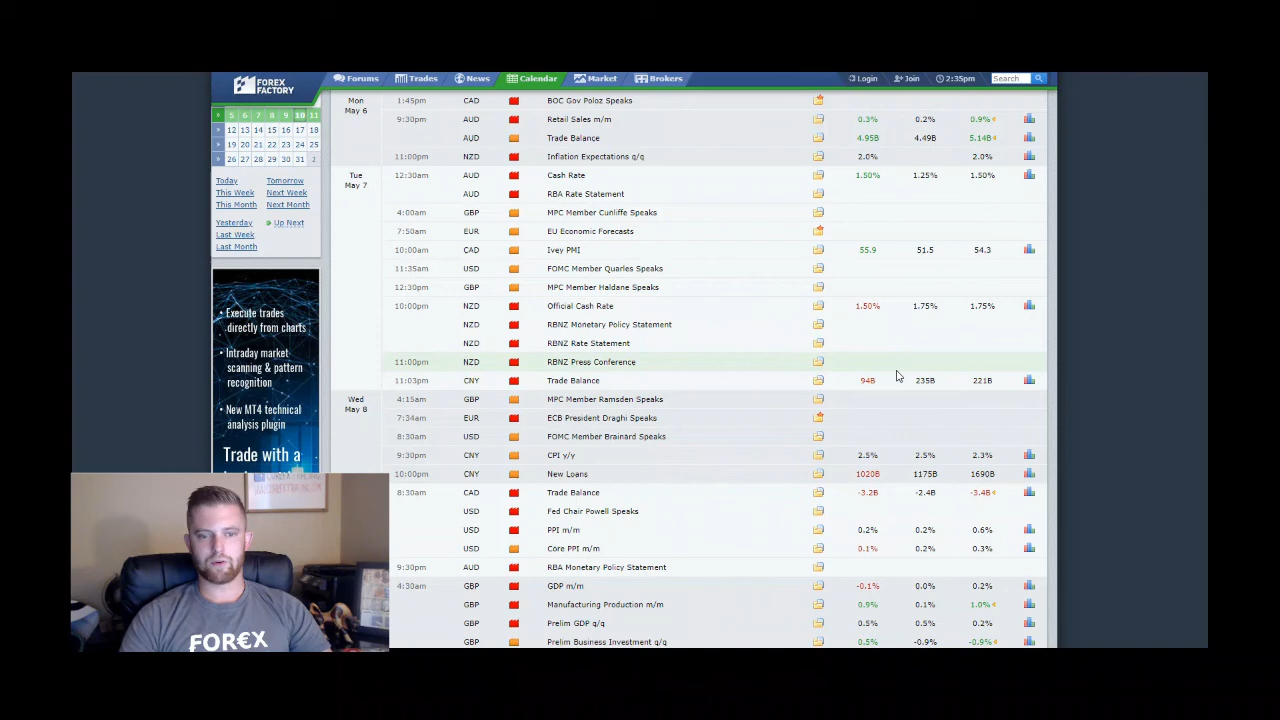 FOREX FACTORY
Forums Trades News Calendar Market Brokers Login Join 2:35pm Search
» 5 6 7 8 9 10 11
» 12 13 14 15 16 17 18
» 19 20 21 22 23 24 25
» 26 27 28 29 30 31 1
Today Tomorrow
This Week Next Week
This Month Next Month
Yesterday Up Next
Last Week
Last Month
• Execute trades
directly from charts
• Intraday market
scanning & pattern
recognition
• New MT4 technical
analysis plugin
Trade with a
Mon May 6 1:45pm CAD BOC Gov Poloz Speaks
9:30pm AUD Retail Sales m/m 0.3% 0.2% 0.9%
AUD Trade Balance 4.95B 4.49B 5.14B
11:00pm NZD Inflation Expectations q/q 2.0% 2.0%
Tue May 7 12:30am AUD Cash Rate 1.50% 1.25% 1.50%
AUD RBA Rate Statement
4:00am GBP MPC Member Cunliffe Speaks
7:50am EUR EU Economic Forecasts
10:00am CAD Ivey PMI 55.9 51.5 54.3
11:35am USD FOMC Member Quarles Speaks
12:30pm GBP MPC Member Haldane Speaks
10:00pm NZD Official Cash Rate 1.50% 1.75% 1.75%
NZD RBNZ Monetary Policy Statement
NZD RBNZ Rate Statement
11:00pm NZD RBNZ Press Conference
11:03pm CNY Trade Balance 94B 235B 221B
Wed May 8 4:15am GBP MPC Member Ramsden Speaks
7:34am EUR ECB President Draghi Speaks
8:30am USD FOMC Member Brainard Speaks
9:30pm CNY CPI y/y 2.5% 2.5% 2.3%
10:00pm CNY New Loans 1020B 1175B 1690B
8:30am CAD Trade Balance -3.2B -2.4B -3.4B
USD Fed Chair Powell Speaks
USD PPI m/m 0.2% 0.2% 0.6%
USD Core PPI m/m 0.1% 0.2% 0.3%
9:30pm AUD RBA Monetary Policy Statement
4:30am GBP GDP m/m -0.1% 0.0% 0.2%
GBP Manufacturing Production m/m 0.9% 0.1% 1.0%
GBP Prelim GDP q/q 0.5% 0.5% 0.2%
GBP Prelim Business Investment q/q 0.5% -0.9% -0.9%
FOR€X